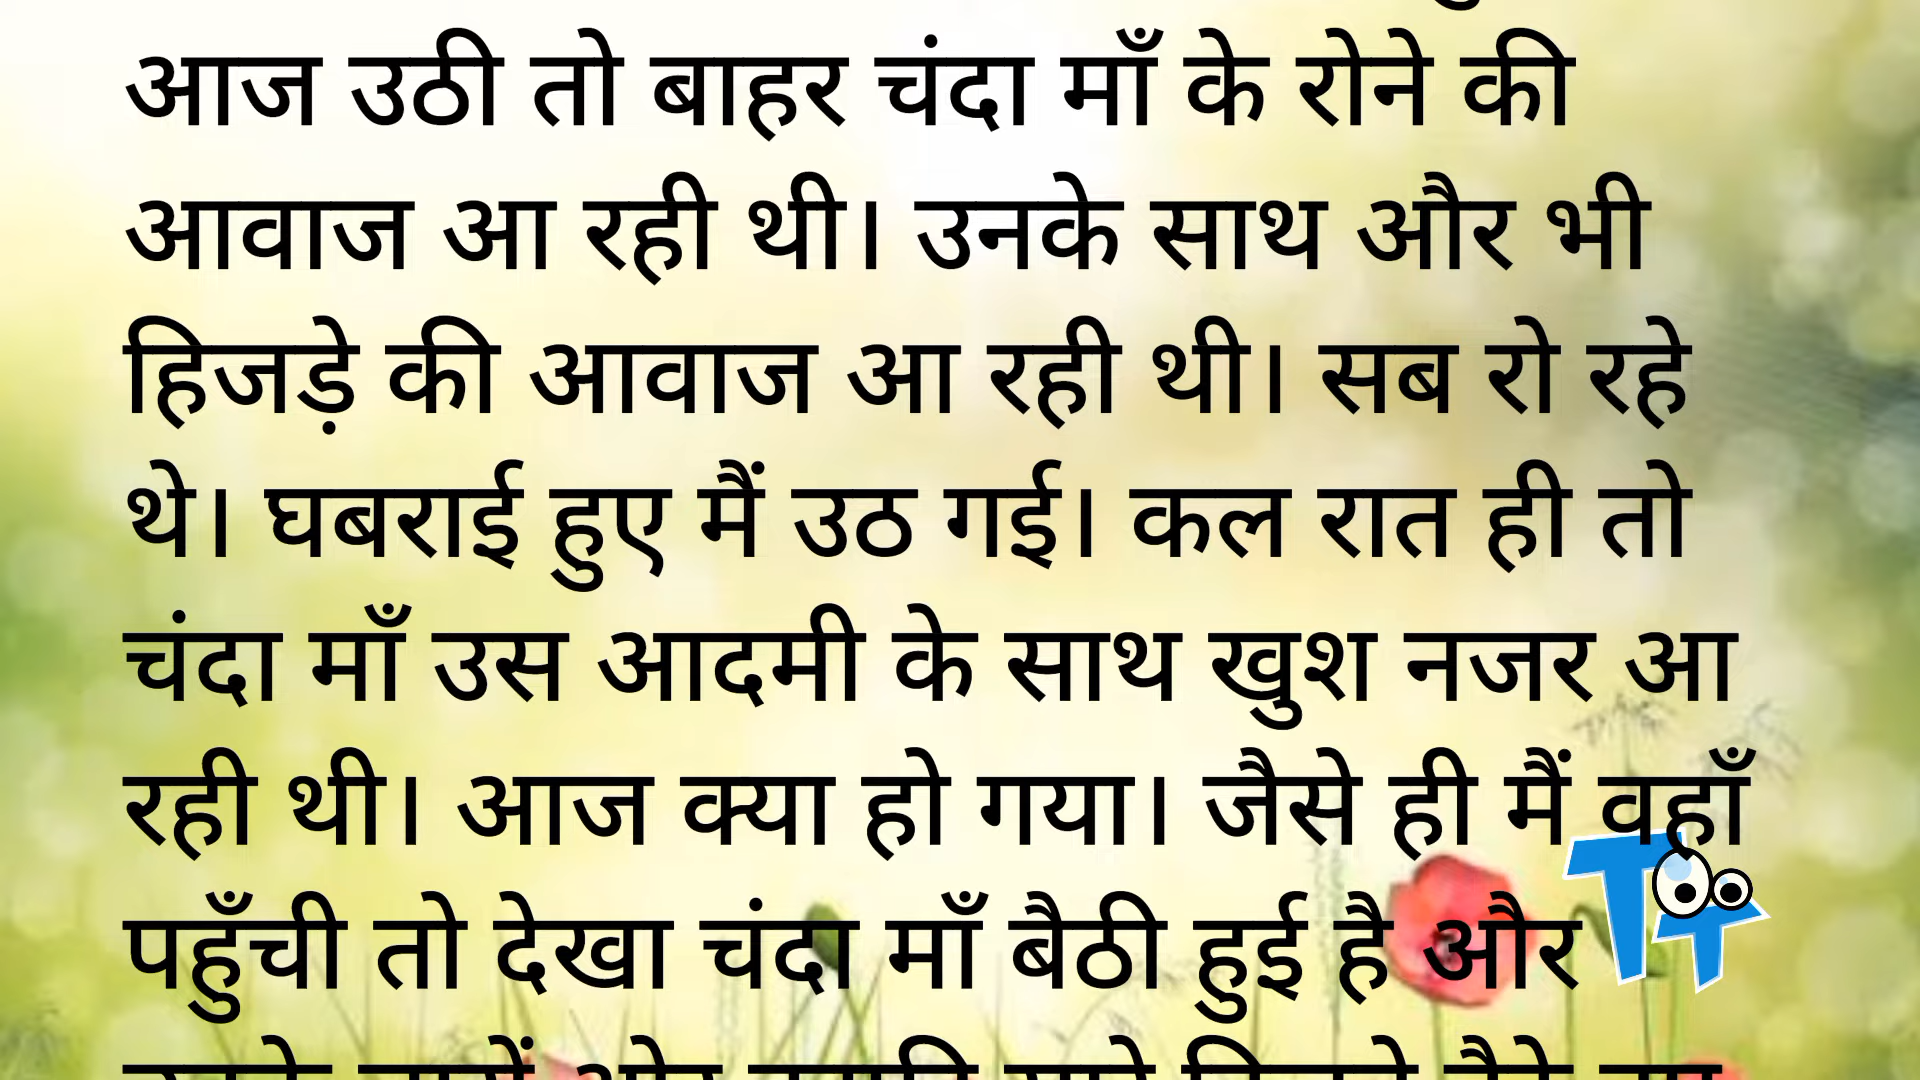 आज उठी तो बाहर चंदा माँ के रोने की
आवाज आ रही थी। उनके साथ और भी
हिजड़े की आवाज आ रही थी। सब रो रहे
थे। घबराई हुए मैं उठ गई। कल रात ही तो
चंदा माँ उस आदमी के साथ खुश नजर आ
रही थी। आज क्या हो गया। जैसे ही मैं वहाँ
पहुँची तो देखा चंदा माँ बैठी हुई है और